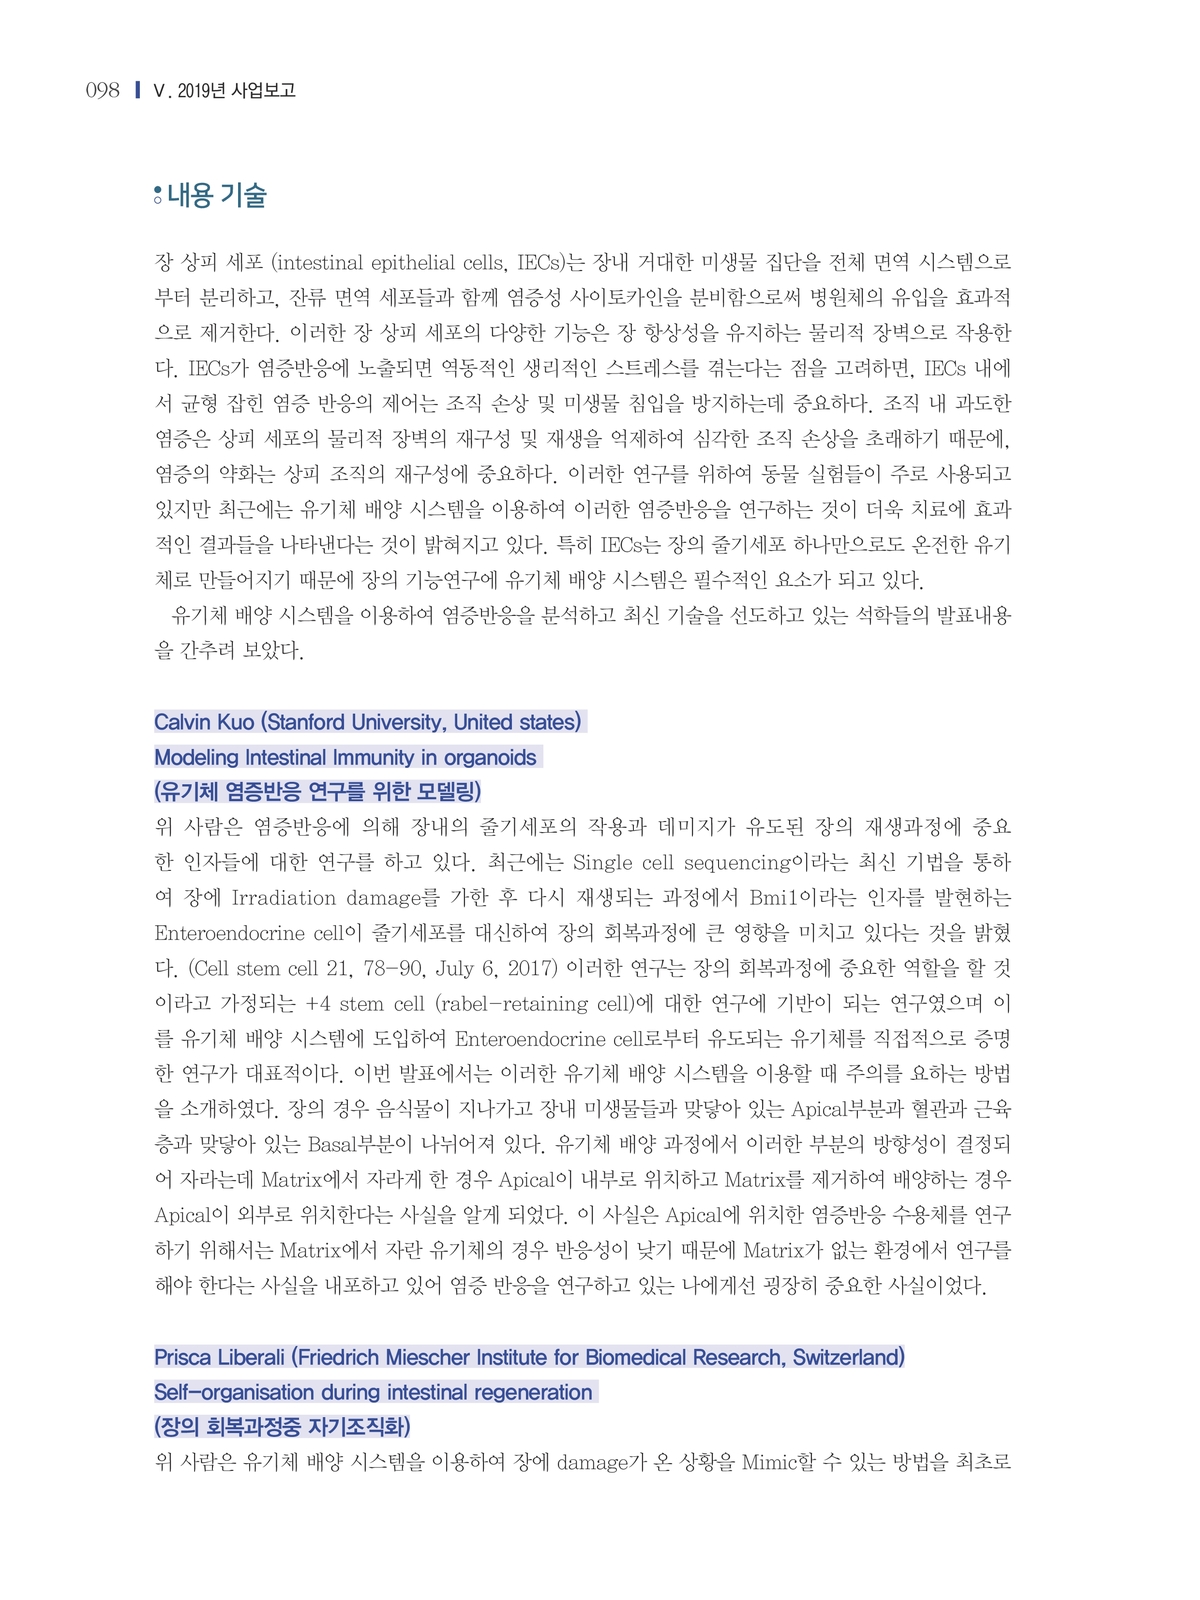 098 Ⅴ. 2019년 사업보고
내용 기술
장 상피 세포 (intestinal epithelial cells, IECs)는 장내 거대한 미생물 집단을 전체 면역 시스템으로
부터 분리하고, 잔류 면역 세포들과 함께 염증성 사이토카인을 분비함으로써 병원체의 유입을 효과적
으로 제거한다. 이러한 장 상피 세포의 다양한 기능은 장 항상성을 유지하는 물리적 장벽으로 작용한
다. IECs가 염증반응에 노출되면 역동적인 생리적인 스트레스를 겪는다는 점을 고려하면, IECs 내에
서 균형 잡힌 염증 반응의 제어는 조직 손상 및 미생물 침입을 방지하는데 중요하다. 조직 내 과도한
염증은 상피 세포의 물리적 장벽의 재구성 및 재생을 억제하여 심각한 조직 손상을 초래하기 때문에,
염증의 약화는 상피 조직의 재구성에 중요하다. 이러한 연구를 위하여 동물 실험들이 주로 사용되고
있지만 최근에는 유기체 배양 시스템을 이용하여 이러한 염증반응을 연구하는 것이 더욱 치료에 효과
적인 결과들을 나타낸다는 것이 밝혀지고 있다. 특히 IECs는 장의 줄기세포 하나만으로도 온전한 유기
체로 만들어지기 때문에 장의 기능연구에 유기체 배양 시스템은 필수적인 요소가 되고 있다.
유기체 배양 시스템을 이용하여 염증반응을 분석하고 최신 기술을 선도하고 있는 석학들의 발표내용
을 간추려 보았다.
Calvin Kuo (Stanford University, United states)
Modeling Intestinal Immunity in organoids
(유기체 염증반응 연구를 위한 모델링)
위 사람은 염증반응에 의해 장내의 줄기세포의 작용과 데미지가 유도된 장의 재생과정에 중요
한 인자들에 대한 연구를 하고 있다. 최근에는 Single cell sequencing이라는 최신 기법을 통하
여 장에 Irradiation damage를 가한 후 다시 재생되는 과정에서 Bmi1이라는 인자를 발현하는
Enteroendocrine cell이 줄기세포를 대신하여 장의 회복과정에 큰 영향을 미치고 있다는 것을 밝혔
다. (Cell stem cell 21, 78-90, July 6, 2017) 이러한 연구는 장의 회복과정에 중요한 역할을 할 것
이라고 가정되는 +4 stem cell (rabel-retaining cell)에 대한 연구에 기반이 되는 연구였으며 이
를 유기체 배양 시스템에 도입하여 Enteroendocrine cell로부터 유도되는 유기체를 직접적으로 증명
한 연구가 대표적이다. 이번 발표에서는 이러한 유기체 배양 시스템을 이용할 때 주의를 요하는 방법
을 소개하였다. 장의 경우 음식물이 지나가고 장내 미생물들과 맞닿아 있는 Apical부분과 혈관과 근육
층과 맞닿아 있는 Basal부분이 나뉘어져 있다. 유기체 배양 과정에서 이러한 부분의 방향성이 결정되
어 자라는데 Matrix에서 자라게 한 경우 Apical이 내부로 위치하고 Matrix를 제거하여 배양하는 경우
Apical이 외부로 위치한다는 사실을 알게 되었다. 이 사실은 Apical에 위치한 염증반응 수용체를 연구
하기 위해서는 Matrix에서 자란 유기체의 경우 반응성이 낮기 때문에 Matrix가 없는 환경에서 연구를
해야 한다는 사실을 내포하고 있어 염증 반응을 연구하고 있는 나에게선 굉장히 중요한 사실이었다.
Prisca Liberali (Friedrich Miescher Institute for Biomedical Research, Switzerland)
Self-organisation during intestinal regeneration
(장의 회복과정중 자기조직화)
위 사람은 유기체 배양 시스템을 이용하여 장에 damage가 온 상황을 Mimic할 수 있는 방법을 최초로